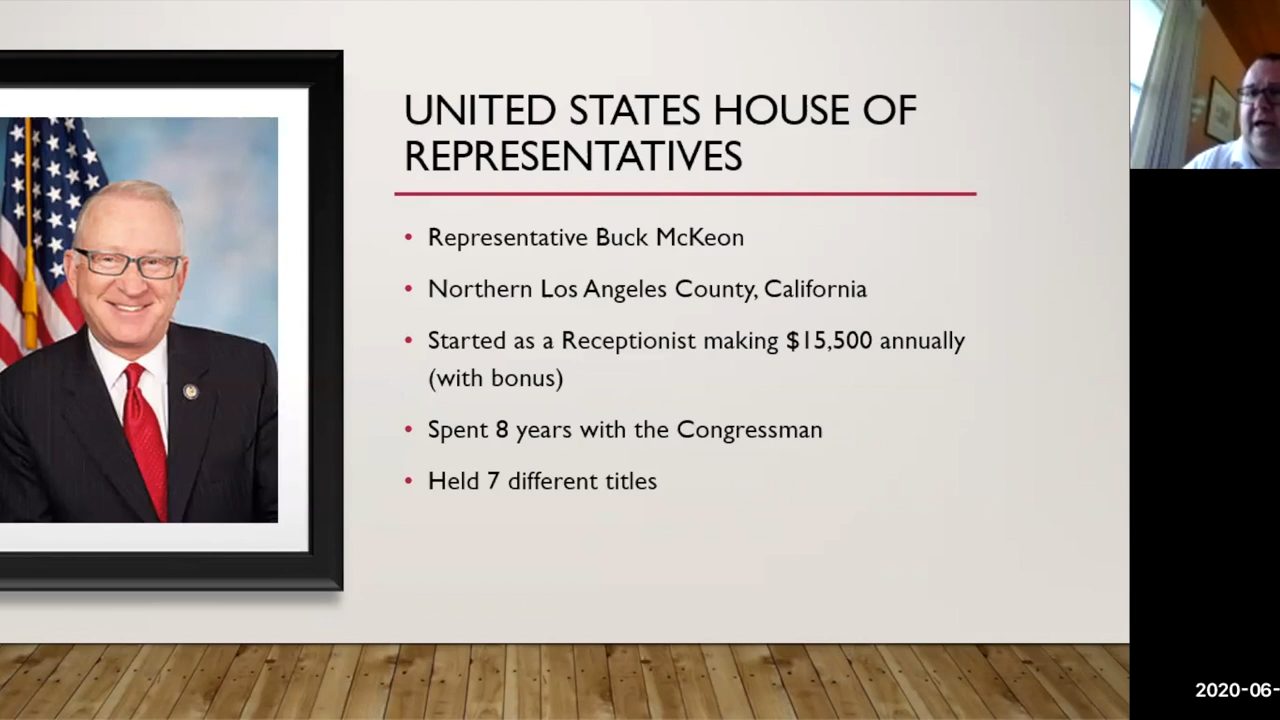 UNITED STATES HOUSE OF
REPRESENTATIVES
• Representative Buck McKeon
• Northern Los Angeles County, California
• Started as a Receptionist making $15,500 annually
(with bonus)
• Spent 8 years with the Congressman
• Held 7 different titles
2020-06-